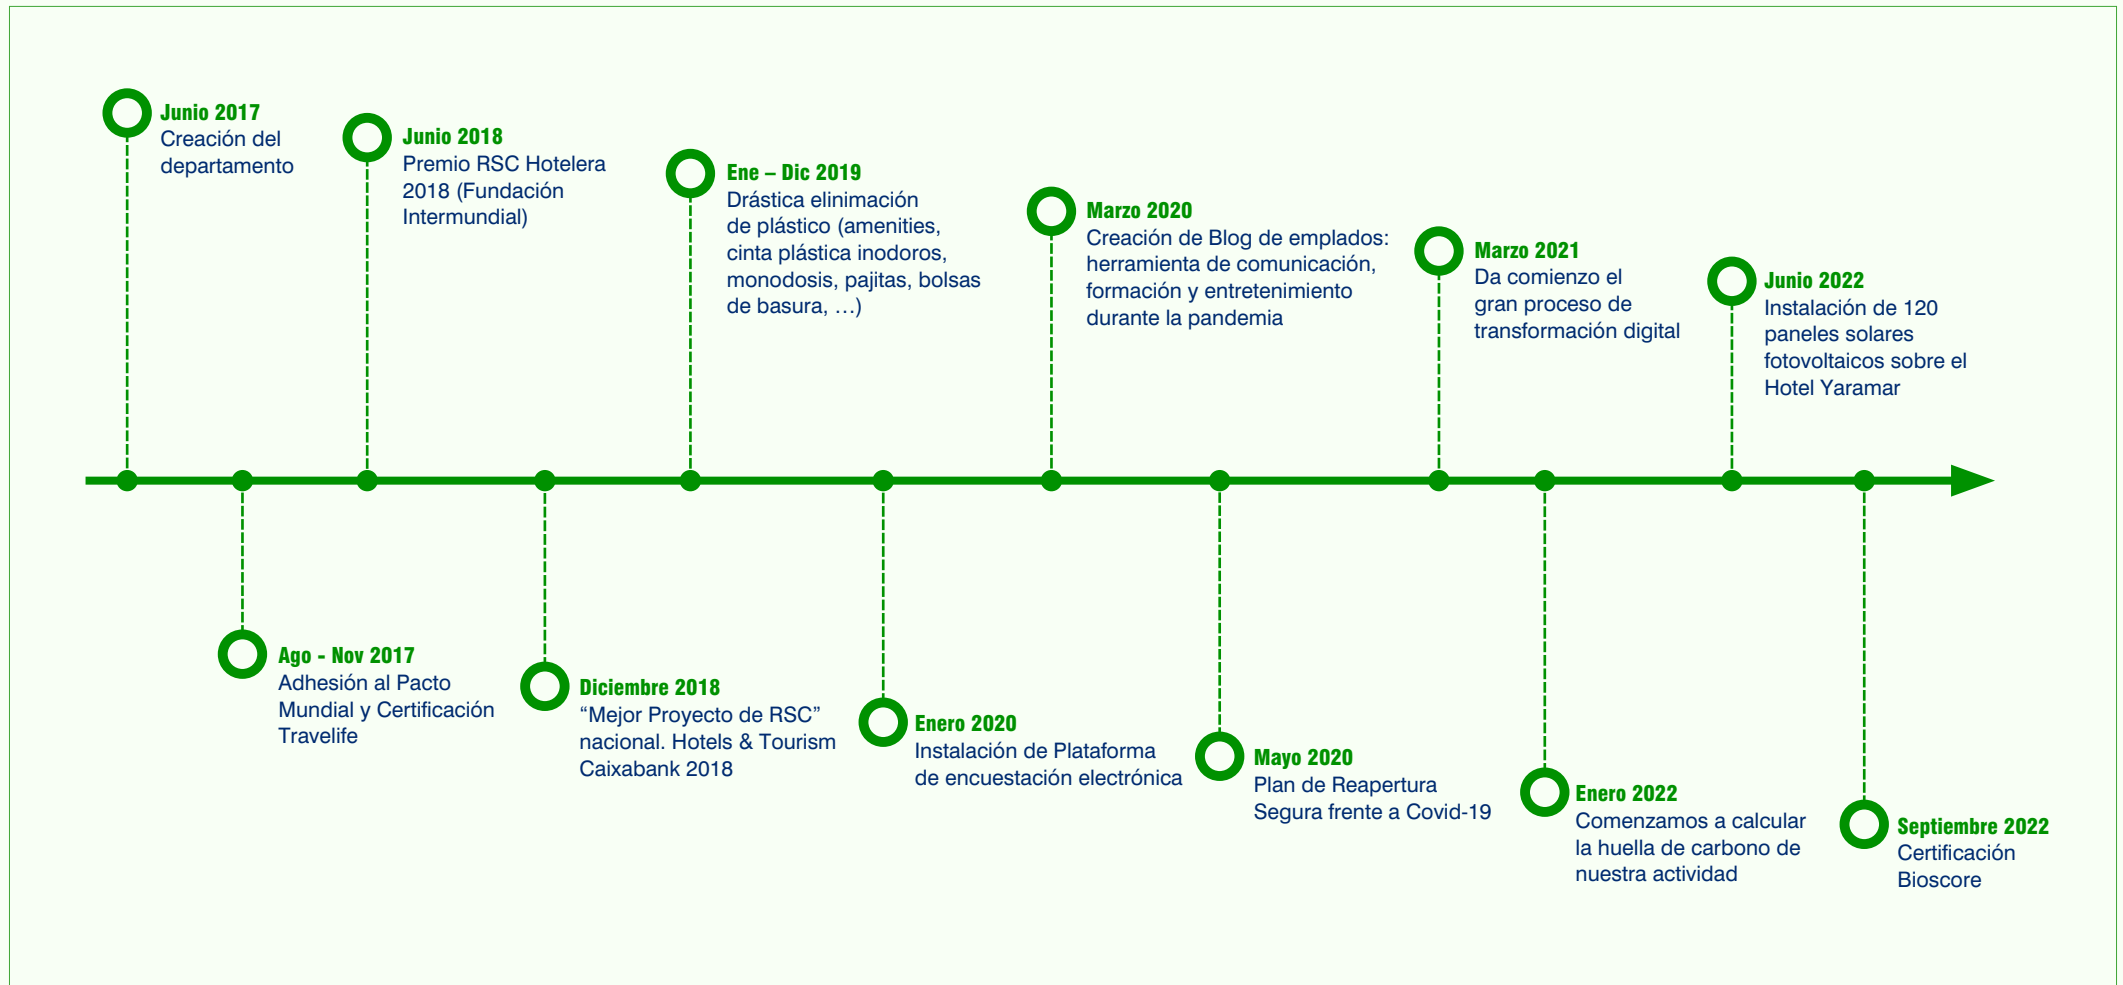 Junio 2017
Creación del
departamento
Ago - Nov 2017
Adhesión al Pacto
Mundial y Certificación
Travelife
Junio 2018
Premio RSC Hotelera
2018 (Fundación
Intermundial)
Diciembre 2018
“Mejor Proyecto de RSC”
nacional. Hotels & Tourism
Caixabank 2018
Ene – Dic 2019
Drástica elinimación
de plástico (amenities,
cinta plástica inodoros,
monodosis, pajitas, bolsas
de basura, …)
Enero 2020
Instalación de Plataforma
de encuestación electrónica
Marzo 2020
Creación de Blog de emplados:
herramienta de comunicación,
formación y entretenimiento
durante la pandemia
Mayo 2020
Plan de Reapertura
Segura frente a Covid-19
Marzo 2021
Da comienzo el
gran proceso de
transformación digital
Enero 2022
Comenzamos a calcular
la huella de carbono de
nuestra actividad
Junio 2022
Instalación de 120
paneles solares
fotovoltaicos sobre el
Hotel Yaramar
Septiembre 2022
Certificación
Bioscore